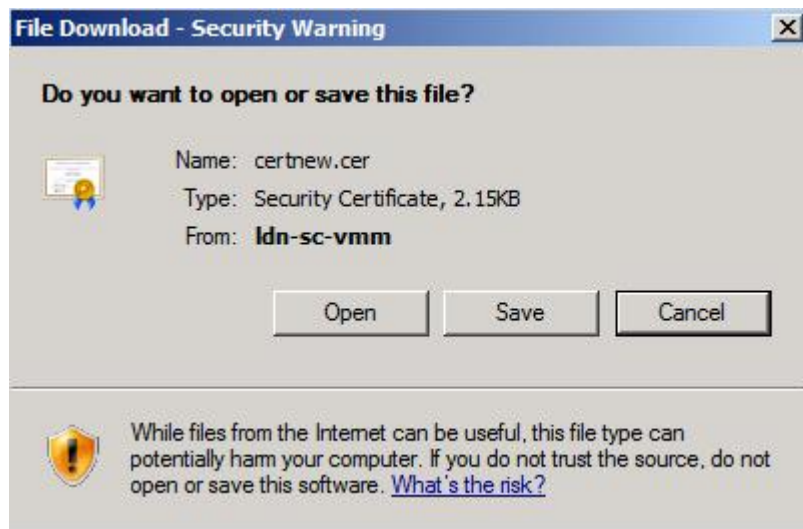 File Download - Security Warning
Do you want to open or save this file?
Name: certnew.cer
Type: Security Certificate, 2.15KB
From: ldn-sc-vmm
Open Save Cancel
While files from the Internet can be useful, this file type can
potentially harm your computer. If you do not trust the source, do not
open or save this software. What's the risk?